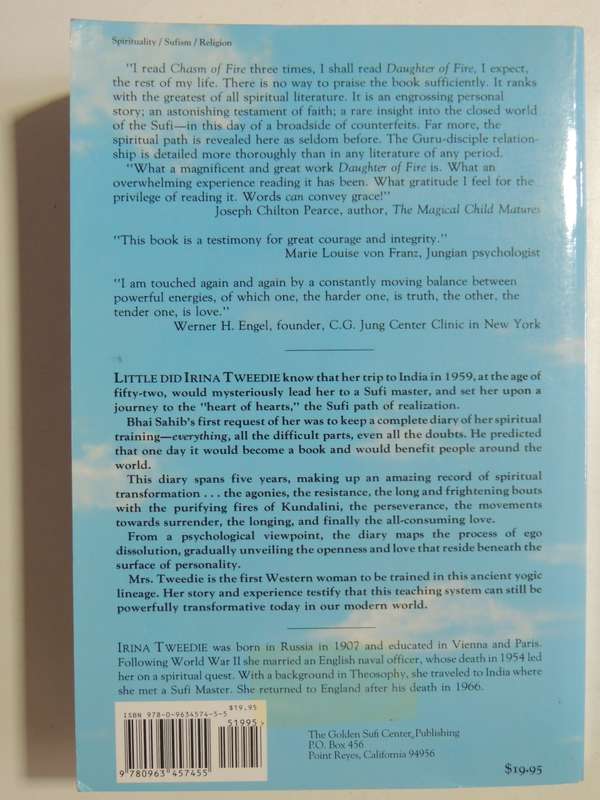 Spirituality / Sufism / Religion
"I read Chasm of Fire three times, I shall read Daughter of Fire, I expect,
the rest of my life. There is no way to praise the book sufficiently. It ranks
with the greatest of all spiritual literature. It is an engrossing personal
story; an astonishing testament of faith; a rare insight into the closed world
of the Sufi—in this day of a broadside of counterfeits. Far more, the
spiritual path is revealed here as seldom before. The Guru-disciple relation-
ship is detailed more thoroughly than in any literature of any period.
"What a magnificent and great work Daughter of Fire is. What an
overwhelming experience reading it has been. What gratitude I feel for the
privilege of reading it. Words can convey grace!"
Joseph Chilton Pearce, author, The Magical Child Matures
"This book is a testimony for great courage and integrity."
Marie Louise von Franz, Jungian psychologist
"I am touched again and again by a constantly moving balance between
powerful energies, of which one, the harder one, is truth, the other, the
tender one, is love."
Werner H. Engel, founder, C.G. Jung Center Clinic in New York
LITTLE DID IRINA TWEEDIE know that her trip to India in 1959, at the age of
fifty-two, would mysteriously lead her to a Sufi master, and set her upon a
journey to the "heart of hearts," the Sufi path of realization.
Bhai Sahib's first request of her was to keep a complete diary of her spiritual
training—everything, all the difficult parts, even all the doubts. He predicted
that one day it would become a book and would benefit people around the
world.
This diary spans five years, making up an amazing record of spiritual
transformation . . . the agonies, the resistance, the long and frightening bouts
with the purifying fires of Kundalini, the perseverance, the movements
towards surrender, the longing, and finally the all-consuming love.
From a psychological viewpoint, the diary maps the process of ego
dissolution, gradually unveiling the openness and love that reside beneath the
surface of personality.
Mrs. Tweedie is the first Western woman to be trained in this ancient yogic
lineage. Her story and experience testify that this teaching system can still be
powerfully transformative today in our modern world.
IRINA TWEEDIE was born in Russia in 1907 and educated in Vienna and Paris.
Following World War II she married an English naval officer, whose death in 1954 led
her on a spiritual quest. With a background in Theosophy, she traveled to India where
she met a Sufi Master. She returned to England after his death in 1966.
$19.95
ISBN 978-0-9634574-5-5
51995
9 780963 457455
The Golden Sufi Center, Publishing
P.O. Box 456
Point Reyes, California 94956
$19.95